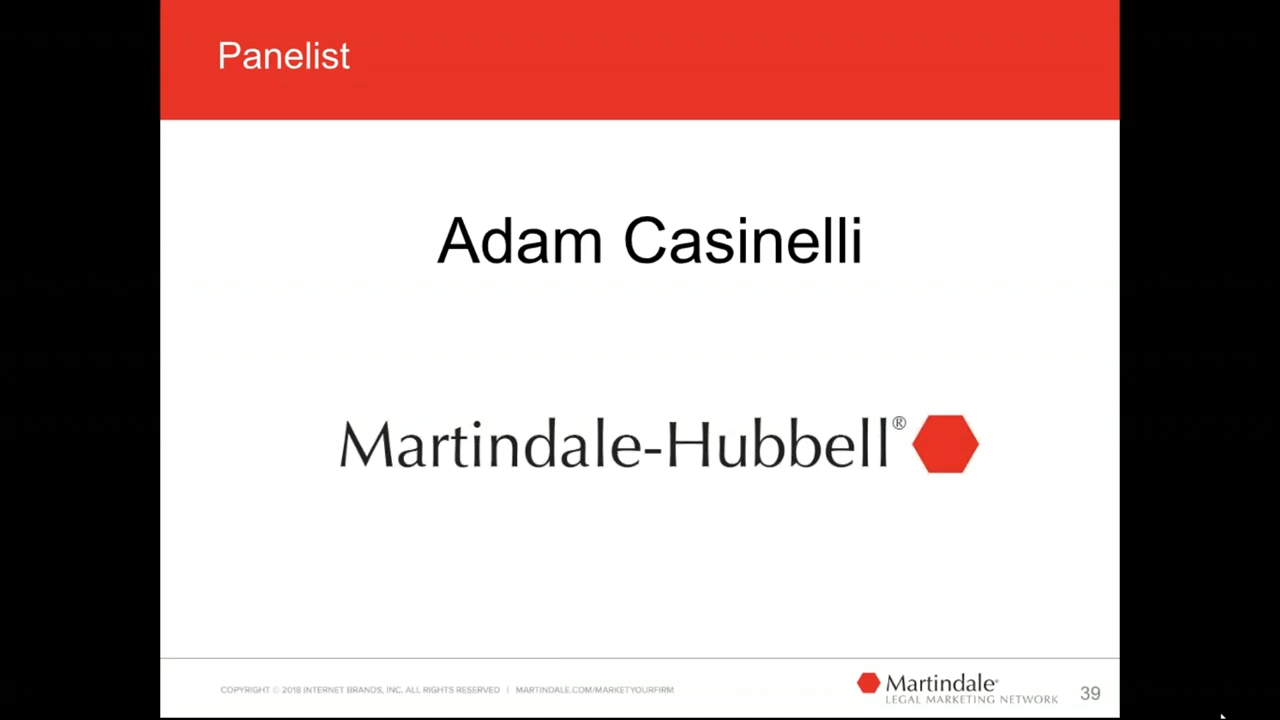 Panelist
Adam Casinelli
Martindale-Hubbell®
COPYRIGHT © 2018 INTERNET BRANDS, INC. ALL RIGHTS RESERVED | MARTINDALE.COM/MARKETYOURFIRM
Martindale®
LEGAL MARKETING NETWORK
39